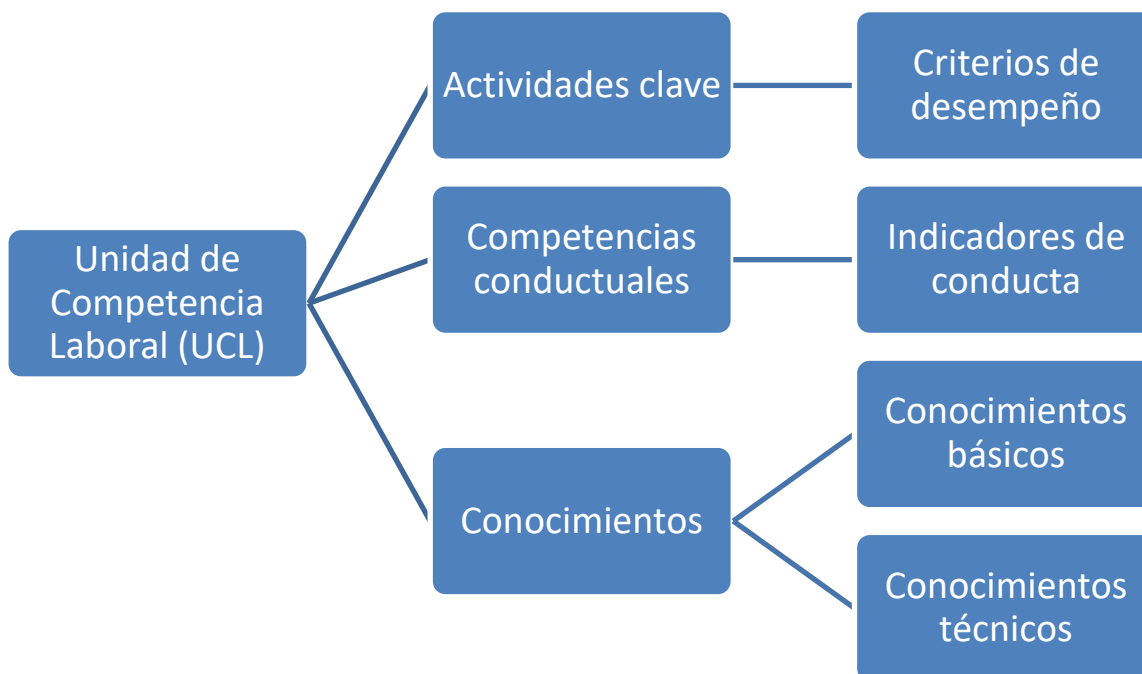 Unidad de
Competencia
Laboral (UCL)
Actividades clave
Criterios de
desempeño
Competencias
conductuales
Indicadores de
conducta
Conocimientos
Conocimientos
básicos
Conocimientos
técnicos